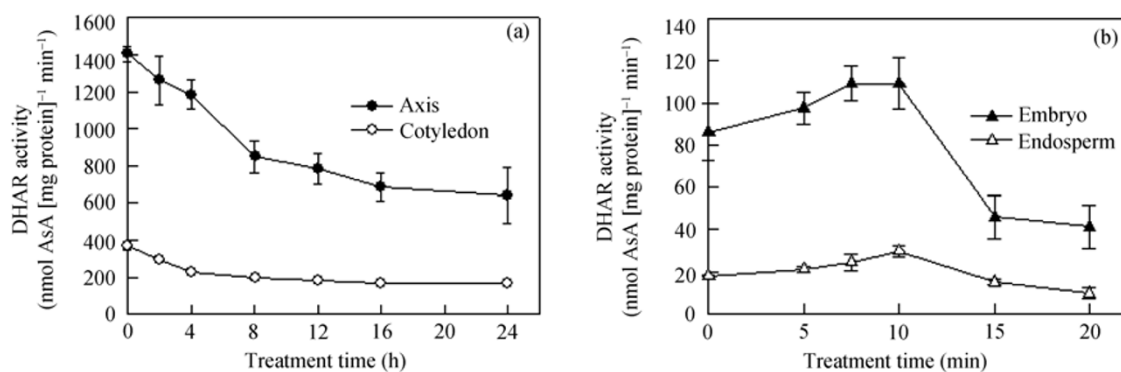 (a)
DHAR activity
(nmol AsA [mg protein]⁻¹ min⁻¹)
1600
1400
1200
1000
800
600
400
200
0
Axis
Cotyledon
0 4 8 12 16 20 24
Treatment time (h)
(b)
DHAR activity
(nmol AsA [mg protein]⁻¹ min⁻¹)
140
120
100
80
60
40
20
0
Embryo
Endosperm
0 5 10 15 20
Treatment time (min)